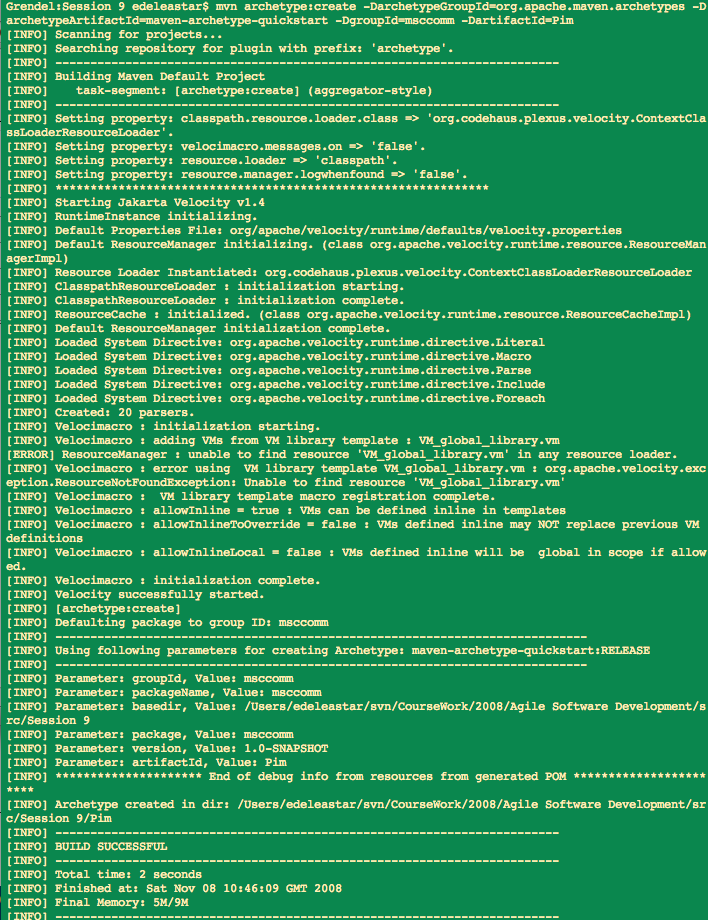 Grendel:Session 9 edeleastar$ mvn archetype:create -DarchetypeGroupId=org.apache.maven.archetypes -D
archetypeArtifactId=maven-archetype-quickstart -DgroupId=msccomm -DartifactId=Pim
[INFO] Scanning for projects...
[INFO] Searching repository for plugin with prefix: 'archetype'.
[INFO] ------------------------------------------------------------------------
[INFO] Building Maven Default Project
[INFO]    task-segment: [archetype:create] (aggregator-style)
[INFO] ------------------------------------------------------------------------
[INFO] Setting property: classpath.resource.loader.class => 'org.codehaus.plexus.velocity.ContextCla
ssLoaderResourceLoader'.
[INFO] Setting property: velocimacro.messages.on => 'false'.
[INFO] Setting property: resource.loader => 'classpath'.
[INFO] Setting property: resource.manager.logwhenfound => 'false'.
[INFO] **************************************************************
[INFO] Starting Jakarta Velocity v1.4
[INFO] RuntimeInstance initializing.
[INFO] Default Properties File: org/apache/velocity/runtime/defaults/velocity.properties
[INFO] Default ResourceManager initializing. (class org.apache.velocity.runtime.resource.ResourceMan
agerImpl)
[INFO] Resource Loader Instantiated: org.codehaus.plexus.velocity.ContextClassLoaderResourceLoader
[INFO] ClasspathResourceLoader : initialization starting.
[INFO] ClasspathResourceLoader : initialization complete.
[INFO] ResourceCache : initialized. (class org.apache.velocity.runtime.resource.ResourceCacheImpl)
[INFO] Default ResourceManager initialization complete.
[INFO] Loaded System Directive: org.apache.velocity.runtime.directive.Literal
[INFO] Loaded System Directive: org.apache.velocity.runtime.directive.Macro
[INFO] Loaded System Directive: org.apache.velocity.runtime.directive.Parse
[INFO] Loaded System Directive: org.apache.velocity.runtime.directive.Include
[INFO] Loaded System Directive: org.apache.velocity.runtime.directive.Foreach
[INFO] Created: 20 parsers.
[INFO] Velocimacro : initialization starting.
[INFO] Velocimacro : adding VMs from VM library template : VM_global_library.vm
[ERROR] ResourceManager : unable to find resource 'VM_global_library.vm' in any resource loader.
[INFO] Velocimacro : error using  VM library template VM_global_library.vm : org.apache.velocity.exc
eption.ResourceNotFoundException: Unable to find resource 'VM_global_library.vm'
[INFO] Velocimacro :  VM library template macro registration complete.
[INFO] Velocimacro : allowInline = true : VMs can be defined inline in templates
[INFO] Velocimacro : allowInlineToOverride = false : VMs defined inline may NOT replace previous VM
definitions
[INFO] Velocimacro : allowInlineLocal = false : VMs defined inline will be  global in scope if allow
ed.
[INFO] Velocimacro : initialization complete.
[INFO] Velocity successfully started.
[INFO] [archetype:create]
[INFO] Defaulting package to group ID: msccomm
[INFO] ----------------------------------------------------------------------------
[INFO] Using following parameters for creating Archetype: maven-archetype-quickstart:RELEASE
[INFO] ----------------------------------------------------------------------------
[INFO] Parameter: groupId, Value: msccomm
[INFO] Parameter: packageName, Value: msccomm
[INFO] Parameter: basedir, Value: /Users/edeleastar/svn/CourseWork/2008/Agile Software Development/s
rc/Session 9
[INFO] Parameter: package, Value: msccomm
[INFO] Parameter: version, Value: 1.0-SNAPSHOT
[INFO] Parameter: artifactId, Value: Pim
[INFO] ********************* End of debug info from resources from generated POM *******************
****
[INFO] Archetype created in dir: /Users/edeleastar/svn/CourseWork/2008/Agile Software Development/sr
c/Session 9/Pim
[INFO] ------------------------------------------------------------------------
[INFO] BUILD SUCCESSFUL
[INFO] ------------------------------------------------------------------------
[INFO] Total time: 2 seconds
[INFO] Finished at: Sat Nov 08 10:46:09 GMT 2008
[INFO] Final Memory: 5M/9M
[INFO] ------------------------------------------------------------------------